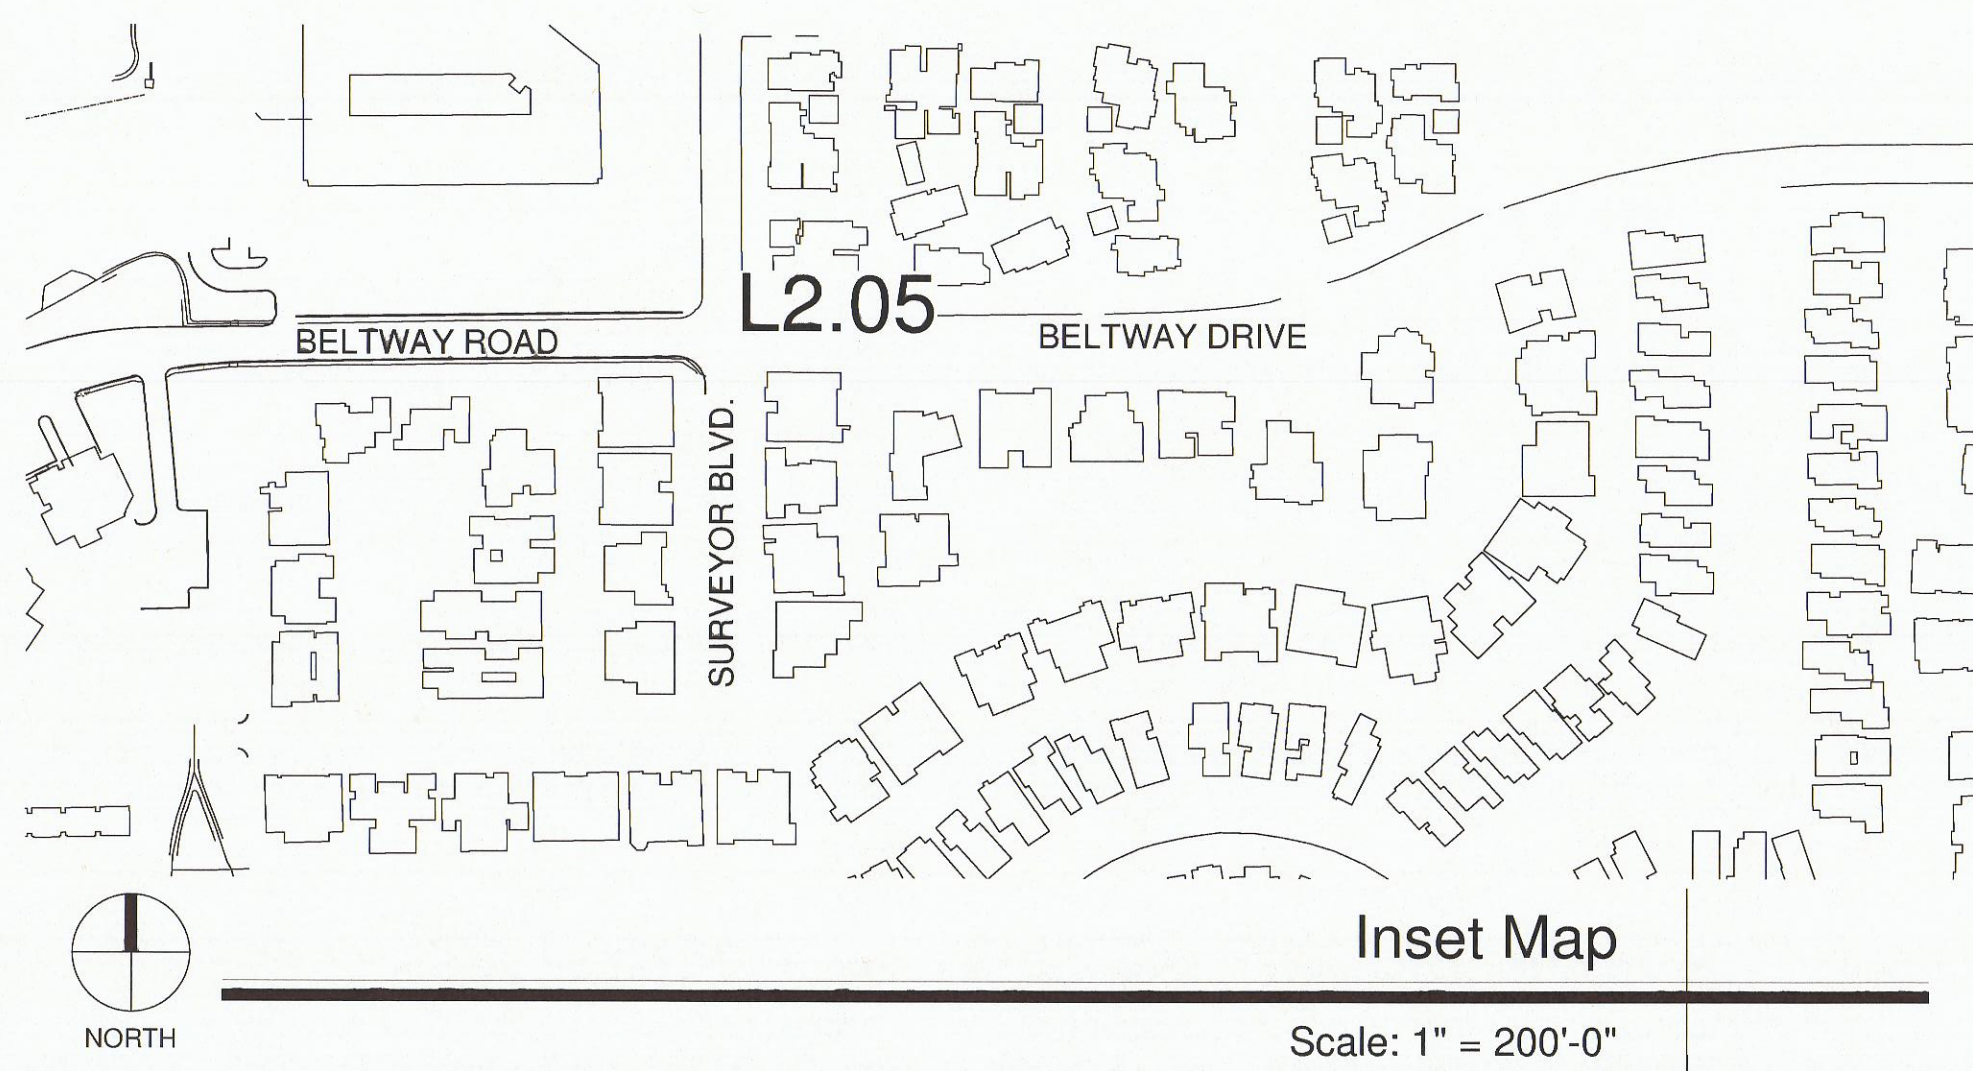 L2.05
BELTWAY ROAD
BELTWAY DRIVE
SURVEYOR BLVD.
Inset Map
NORTH
Scale: 1" = 200'-0"